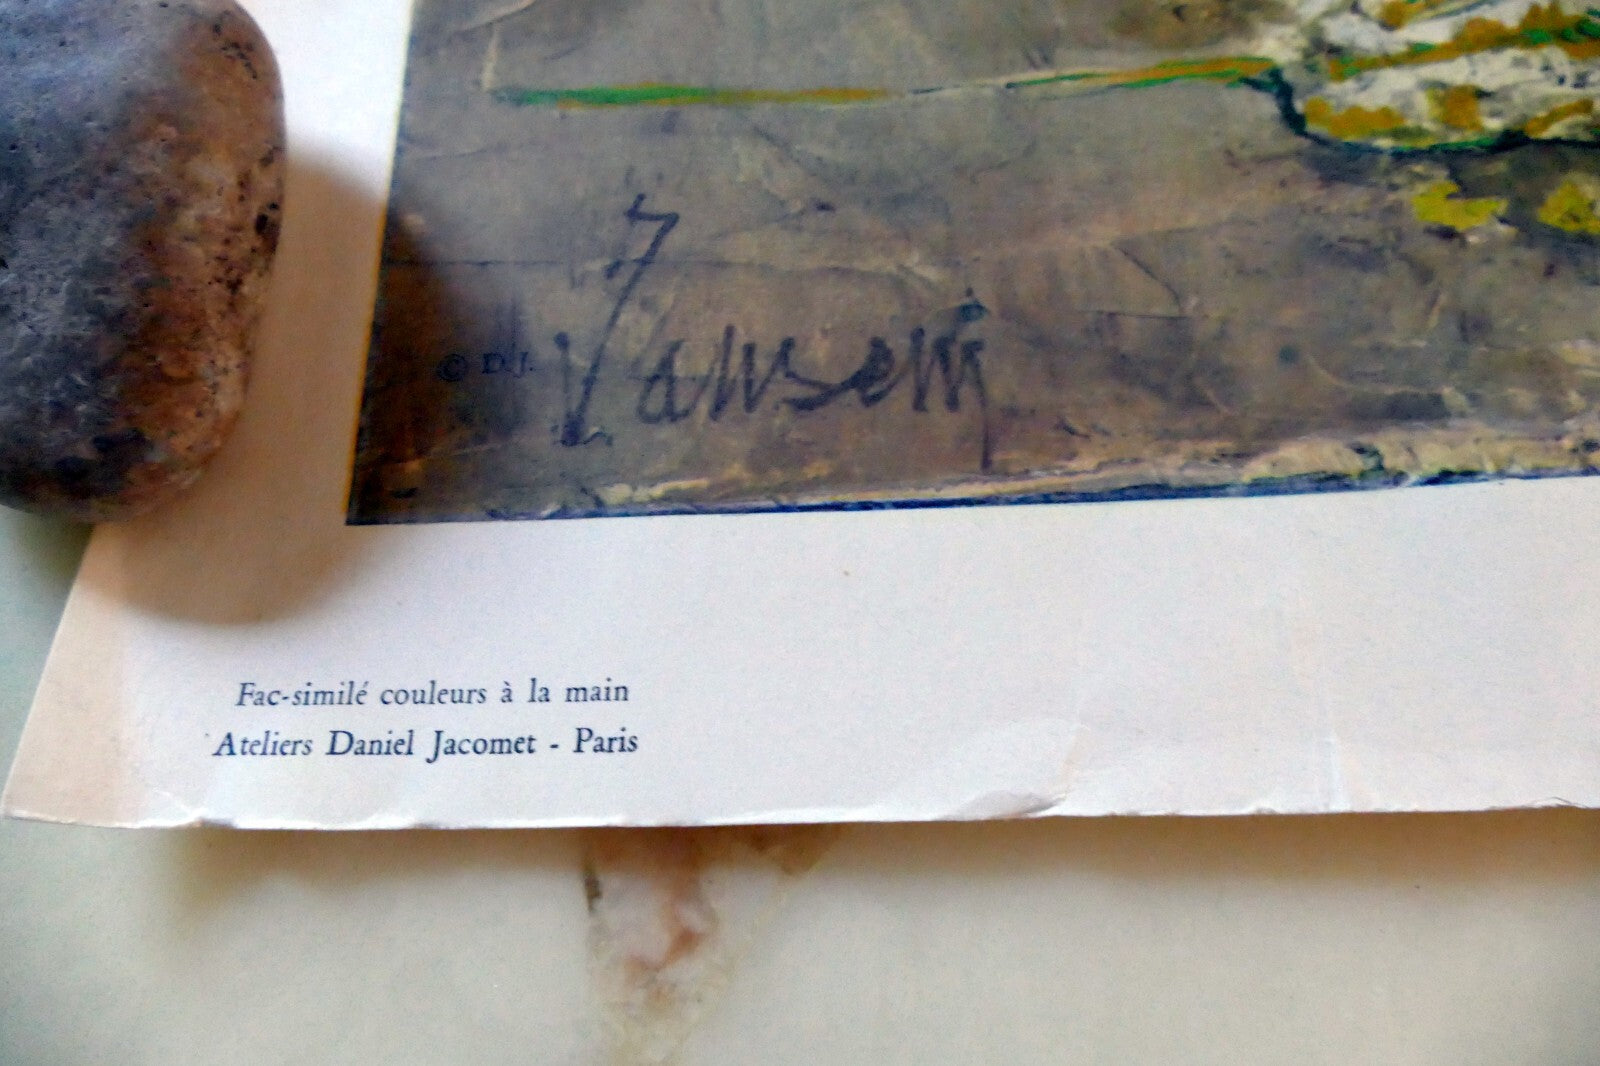 © D.J. Jansem
Fac-similé couleurs à la main
Ateliers Daniel Jacomet - Paris